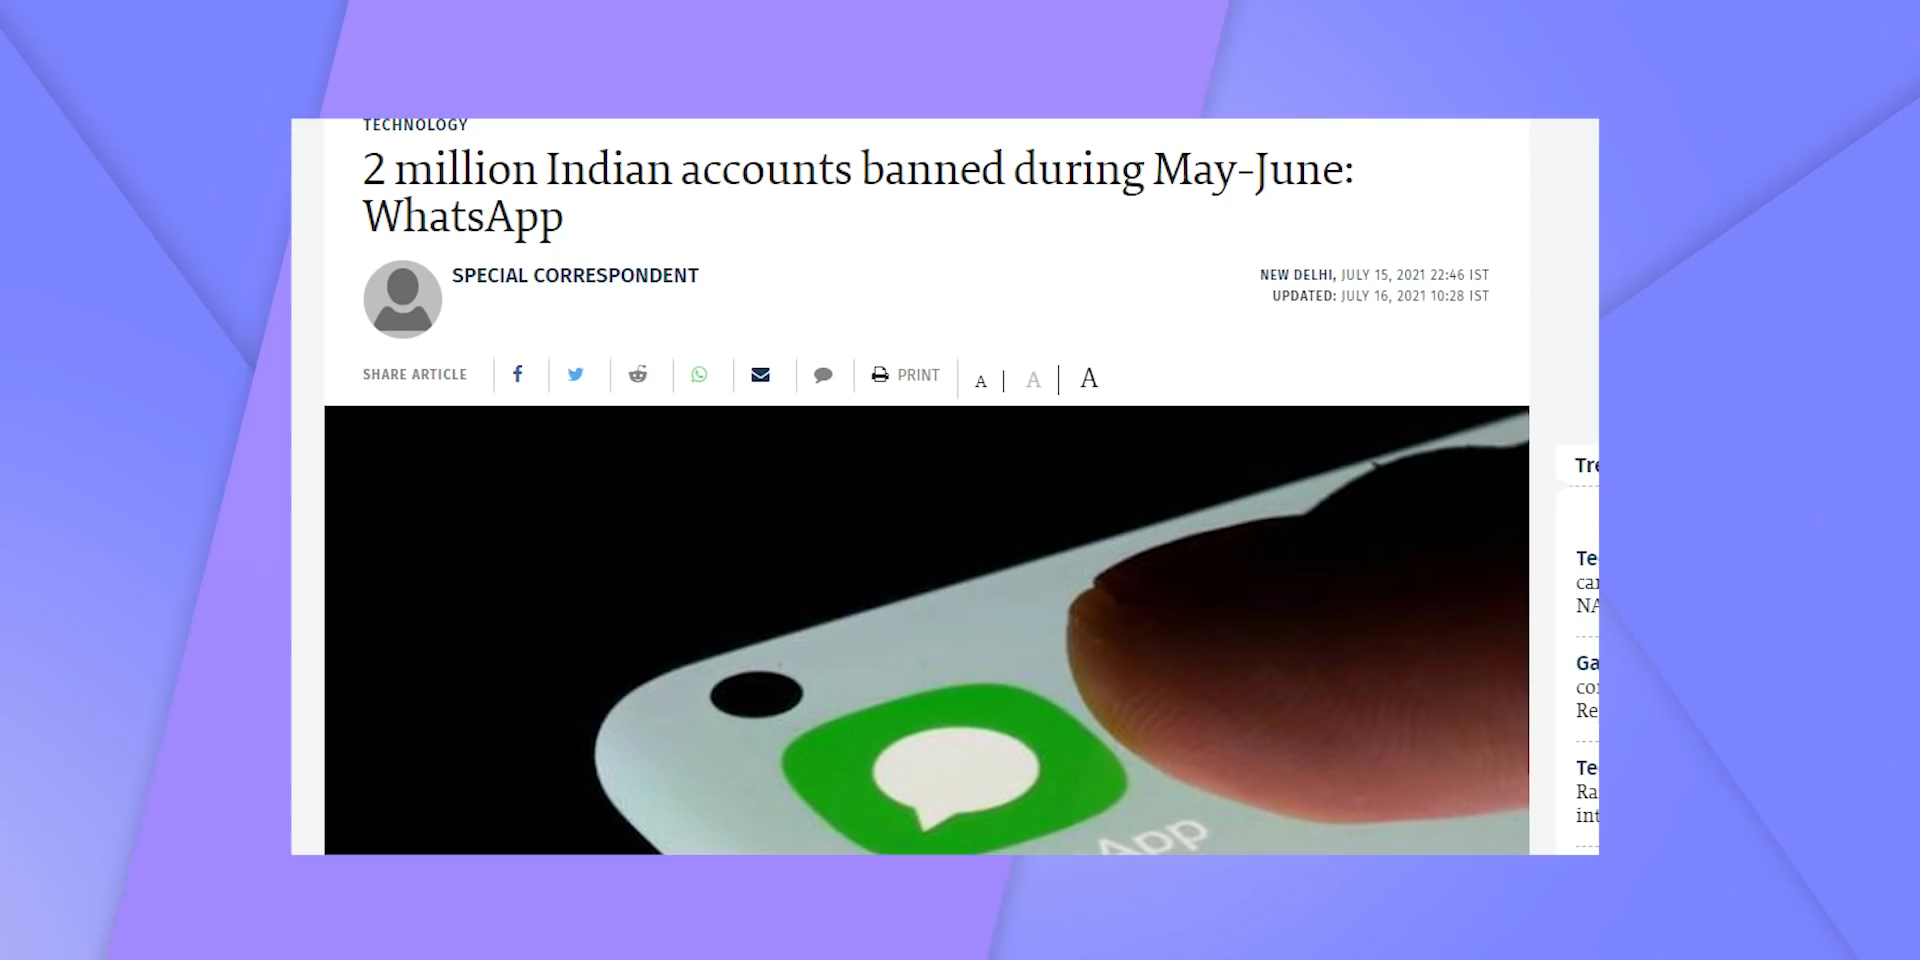 TECHNOLOGY
2 million Indian accounts banned during May-June:
WhatsApp
SPECIAL CORRESPONDENT
NEW DELHI, JULY 15, 2021 22:46 IST
UPDATED: JULY 16, 2021 10:28 IST
SHARE ARTICLE
PRINT
A A A
App